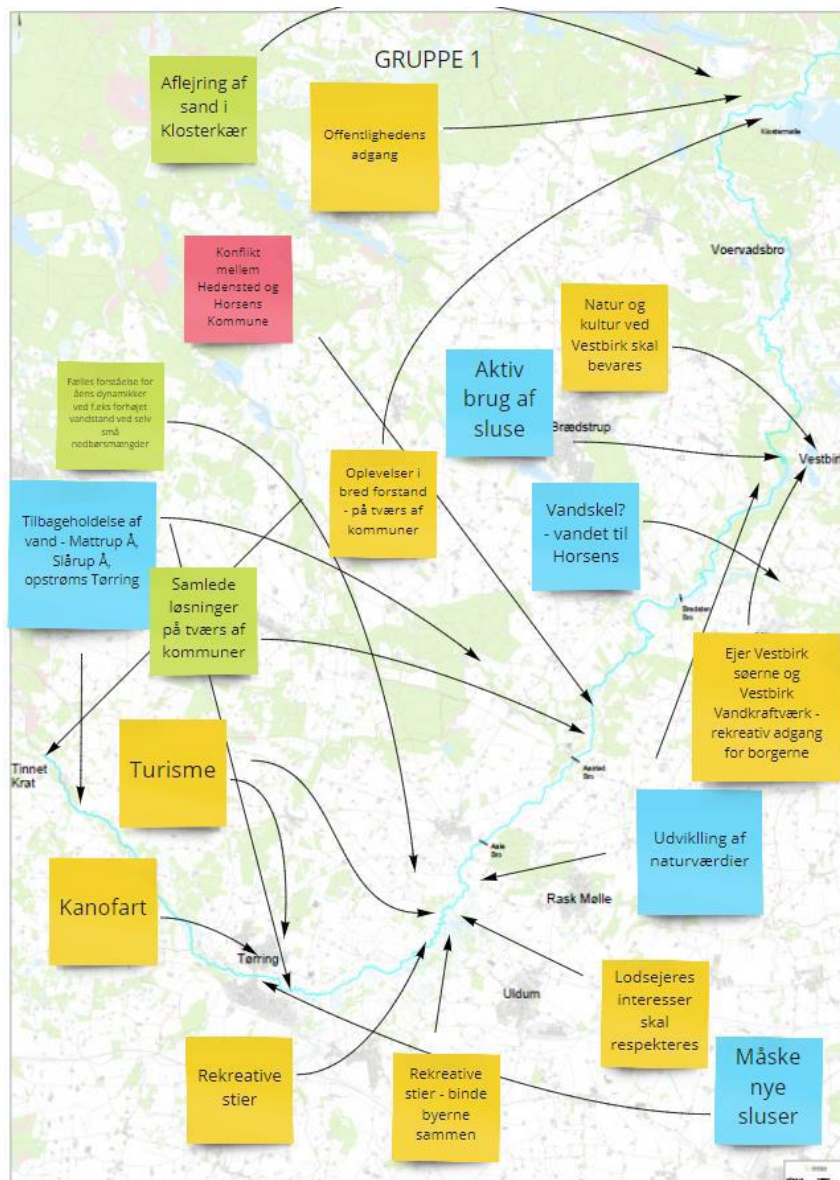 GRUPPE 1
Aflejring af
sand i
Klosterkær
Offentlighedens
adgang
Klostermølle
Voervadsbro
Konflikt
mellem
Hedensted og
Horsens
Kommune
Natur og
kultur ved
Vestbirk skal
bevares
Aktiv
brug af
sluse
Brædstrup
Vestbirk
Fælles forståelse for
åens dynamikker
ved f.eks forhøjet
vandstand ved selv
små
nedbørsmængder
Oplevelser i
bred forstand
- på tværs af
kommuner
Tilbageholdelse af
vand - Mattrup Å,
Slårup Å,
opstrøms Tørring
Vandskel?
- vandet til
Horsens
Samlede
løsninger
på tværs af
kommuner
Bro
Ejer Vestbirk
søerne og
Vestbirk
Vandkraftværk -
rekreativ adgang
for borgerne
Tinnet
Krat
Turisme
Bro
Udviklling af
naturværdier
Bro
Kanofart
Rask Mølle
Tørring
Uldum
Lodsejeres
interesser
skal
respekteres
Rekreative
stier
Rekreative
stier - binde
byerne
sammen
Måske
nye
sluser